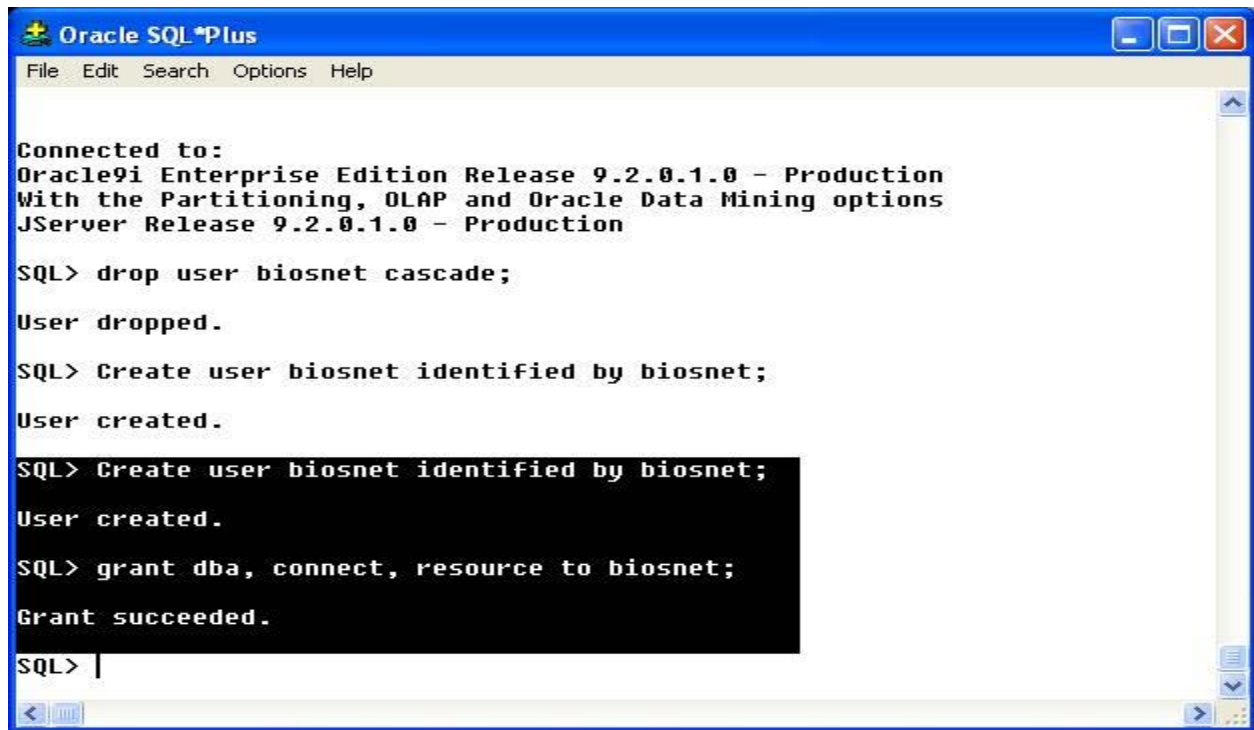 Oracle SQL*Plus
File Edit Search Options Help
Connected to:
Oracle9i Enterprise Edition Release 9.2.0.1.0 - Production
With the Partitioning, OLAP and Oracle Data Mining options
JServer Release 9.2.0.1.0 - Production
SQL> drop user biosnet cascade;
User dropped.
SQL> Create user biosnet identified by biosnet;
User created.
SQL> Create user biosnet identified by biosnet;
User created.
SQL> grant dba, connect, resource to biosnet;
Grant succeeded.
SQL>